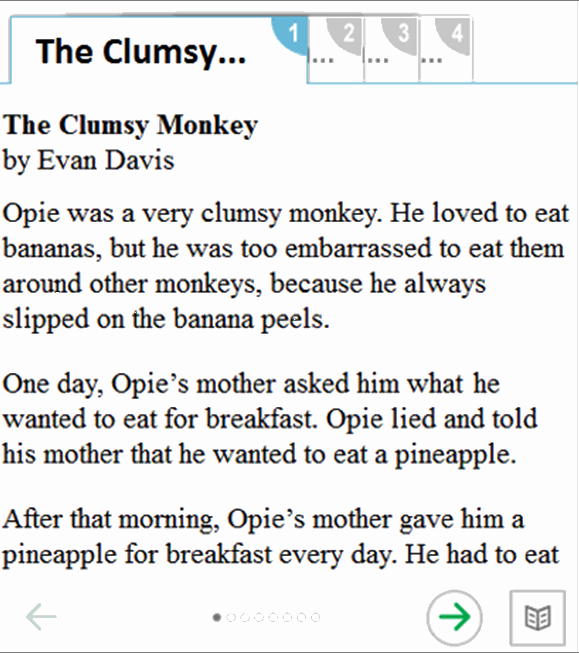 The Clumsy...
1
...
2
...
3
...
4
The Clumsy Monkey
by Evan Davis
Opie was a very clumsy monkey. He loved to eat
bananas, but he was too embarrassed to eat them
around other monkeys, because he always
slipped on the banana peels.
One day, Opie’s mother asked him what he
wanted to eat for breakfast. Opie lied and told
his mother that he wanted to eat a pineapple.
After that morning, Opie’s mother gave him a
pineapple for breakfast every day. He had to eat